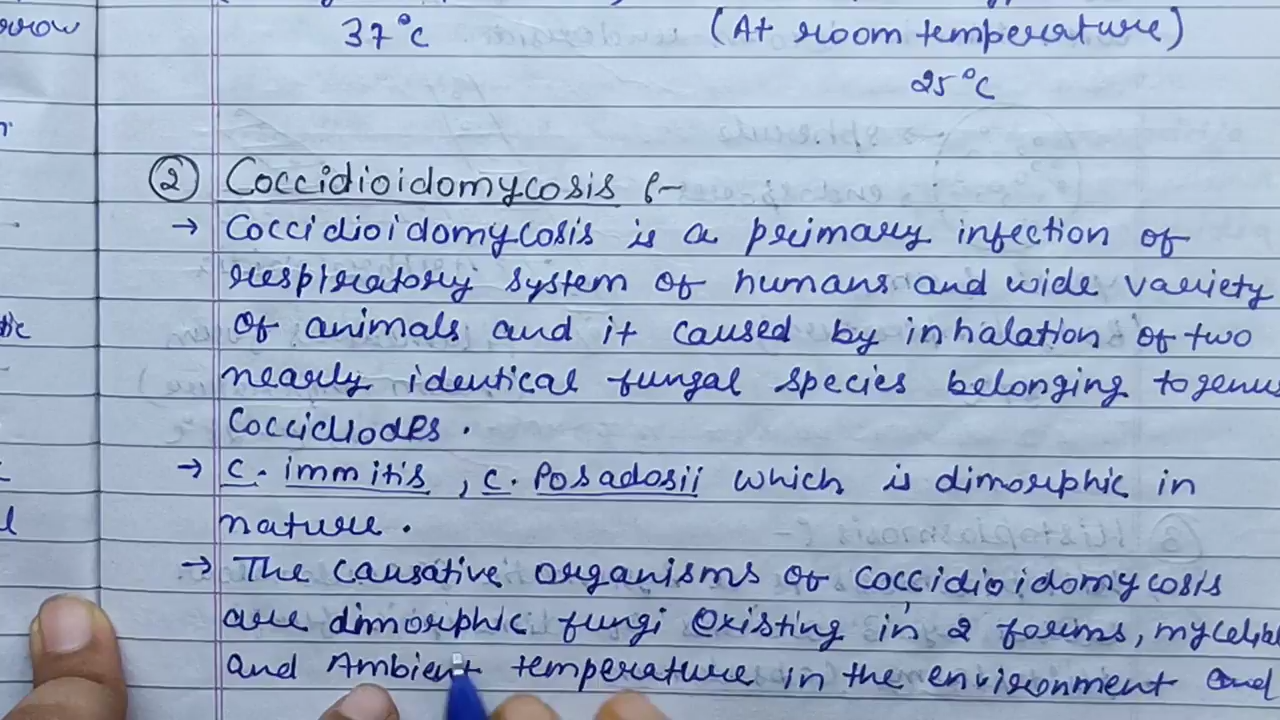 37°C (At room temperature)
25°C
② Coccidioidomycosis :-
→ Coccidioidomycosis is a primary infection of
respiratory system of humans and wide variety
of animals and it caused by inhalation of two
nearly identical fungal species belonging to genus
Coccidiodes.
→ C. immitis, C. Posadosii which is dimorphic in
nature.
→ The causative organisms of coccidioidomycosis
are dimorphic fungi existing in 2 forms, mycelial
and Ambient temperature in the environment and